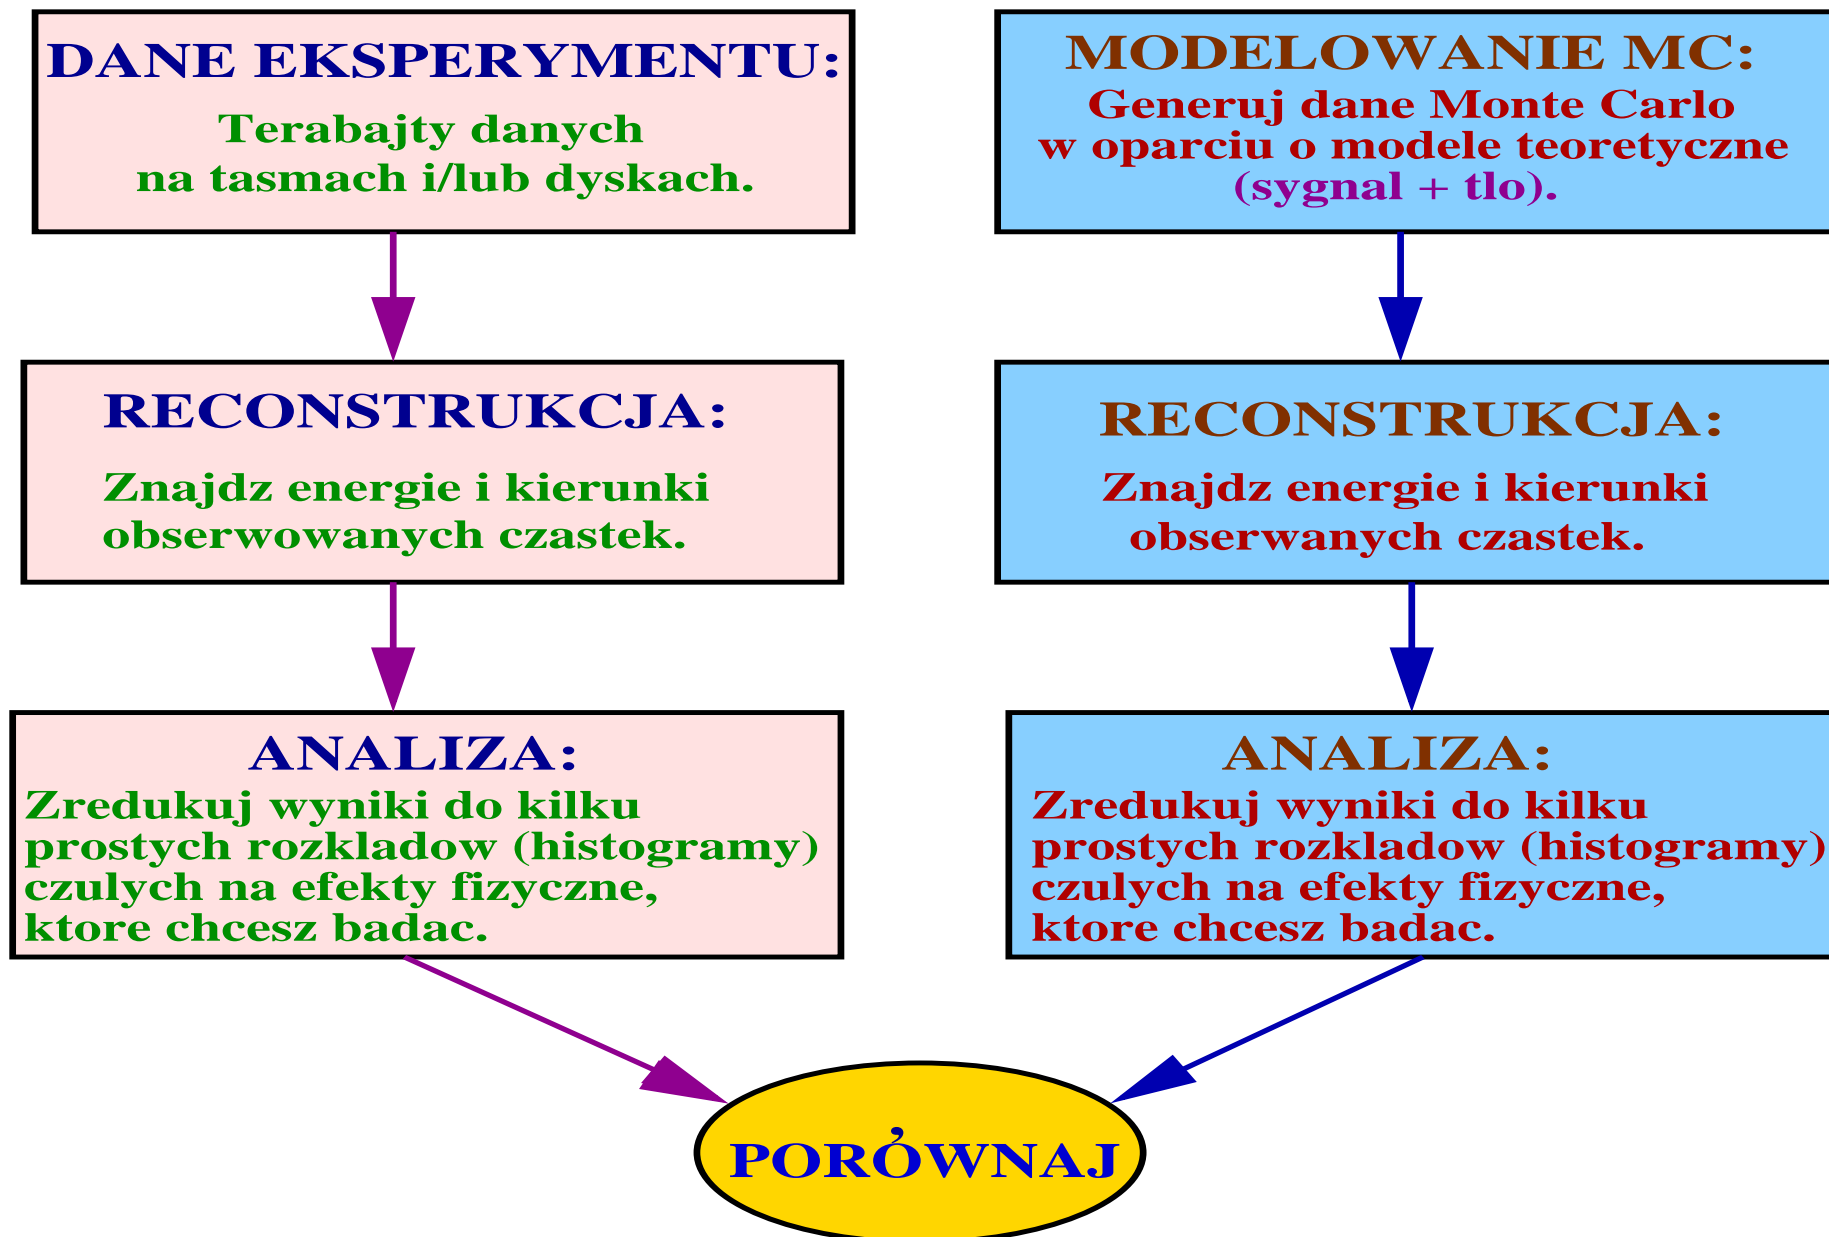 DANE EKSPERYMENTU:
Terabajty danych
na tasmach i/lub dyskach.
RECONSTRUKCJA:
Znajdz energie i kierunki
obserwowanych czastek.
ANALIZA:
Zredukuj wyniki do kilku
prostych rozkladow (histogramy)
czulych na efekty fizyczne,
ktore chcesz badac.
MODELOWANIE MC:
Generuj dane Monte Carlo
w oparciu o modele teoretyczne
(sygnal + tlo).
RECONSTRUKCJA:
Znajdz energie i kierunki
obserwanych czastek.
ANALIZA:
Zredukuj wyniki do kilku
prostych rozkladow (histogramy)
czulych na efekty fizyczne,
ktore chcesz badac.
PORÓWNAJ